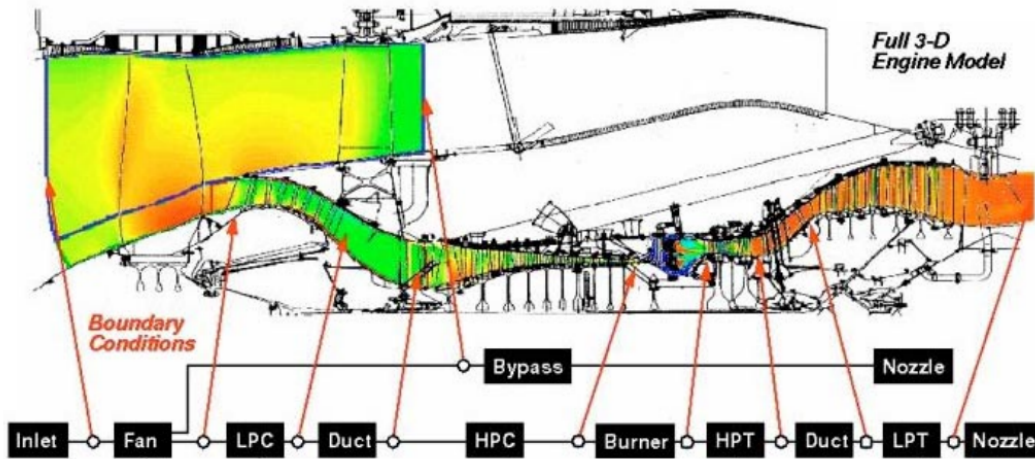 Full 3-D
Engine Model
Boundary
Conditions
Bypass
Nozzle
Inlet
Fan
LPC
Duct
HPC
Burner
HPT
Duct
LPT
Nozzle